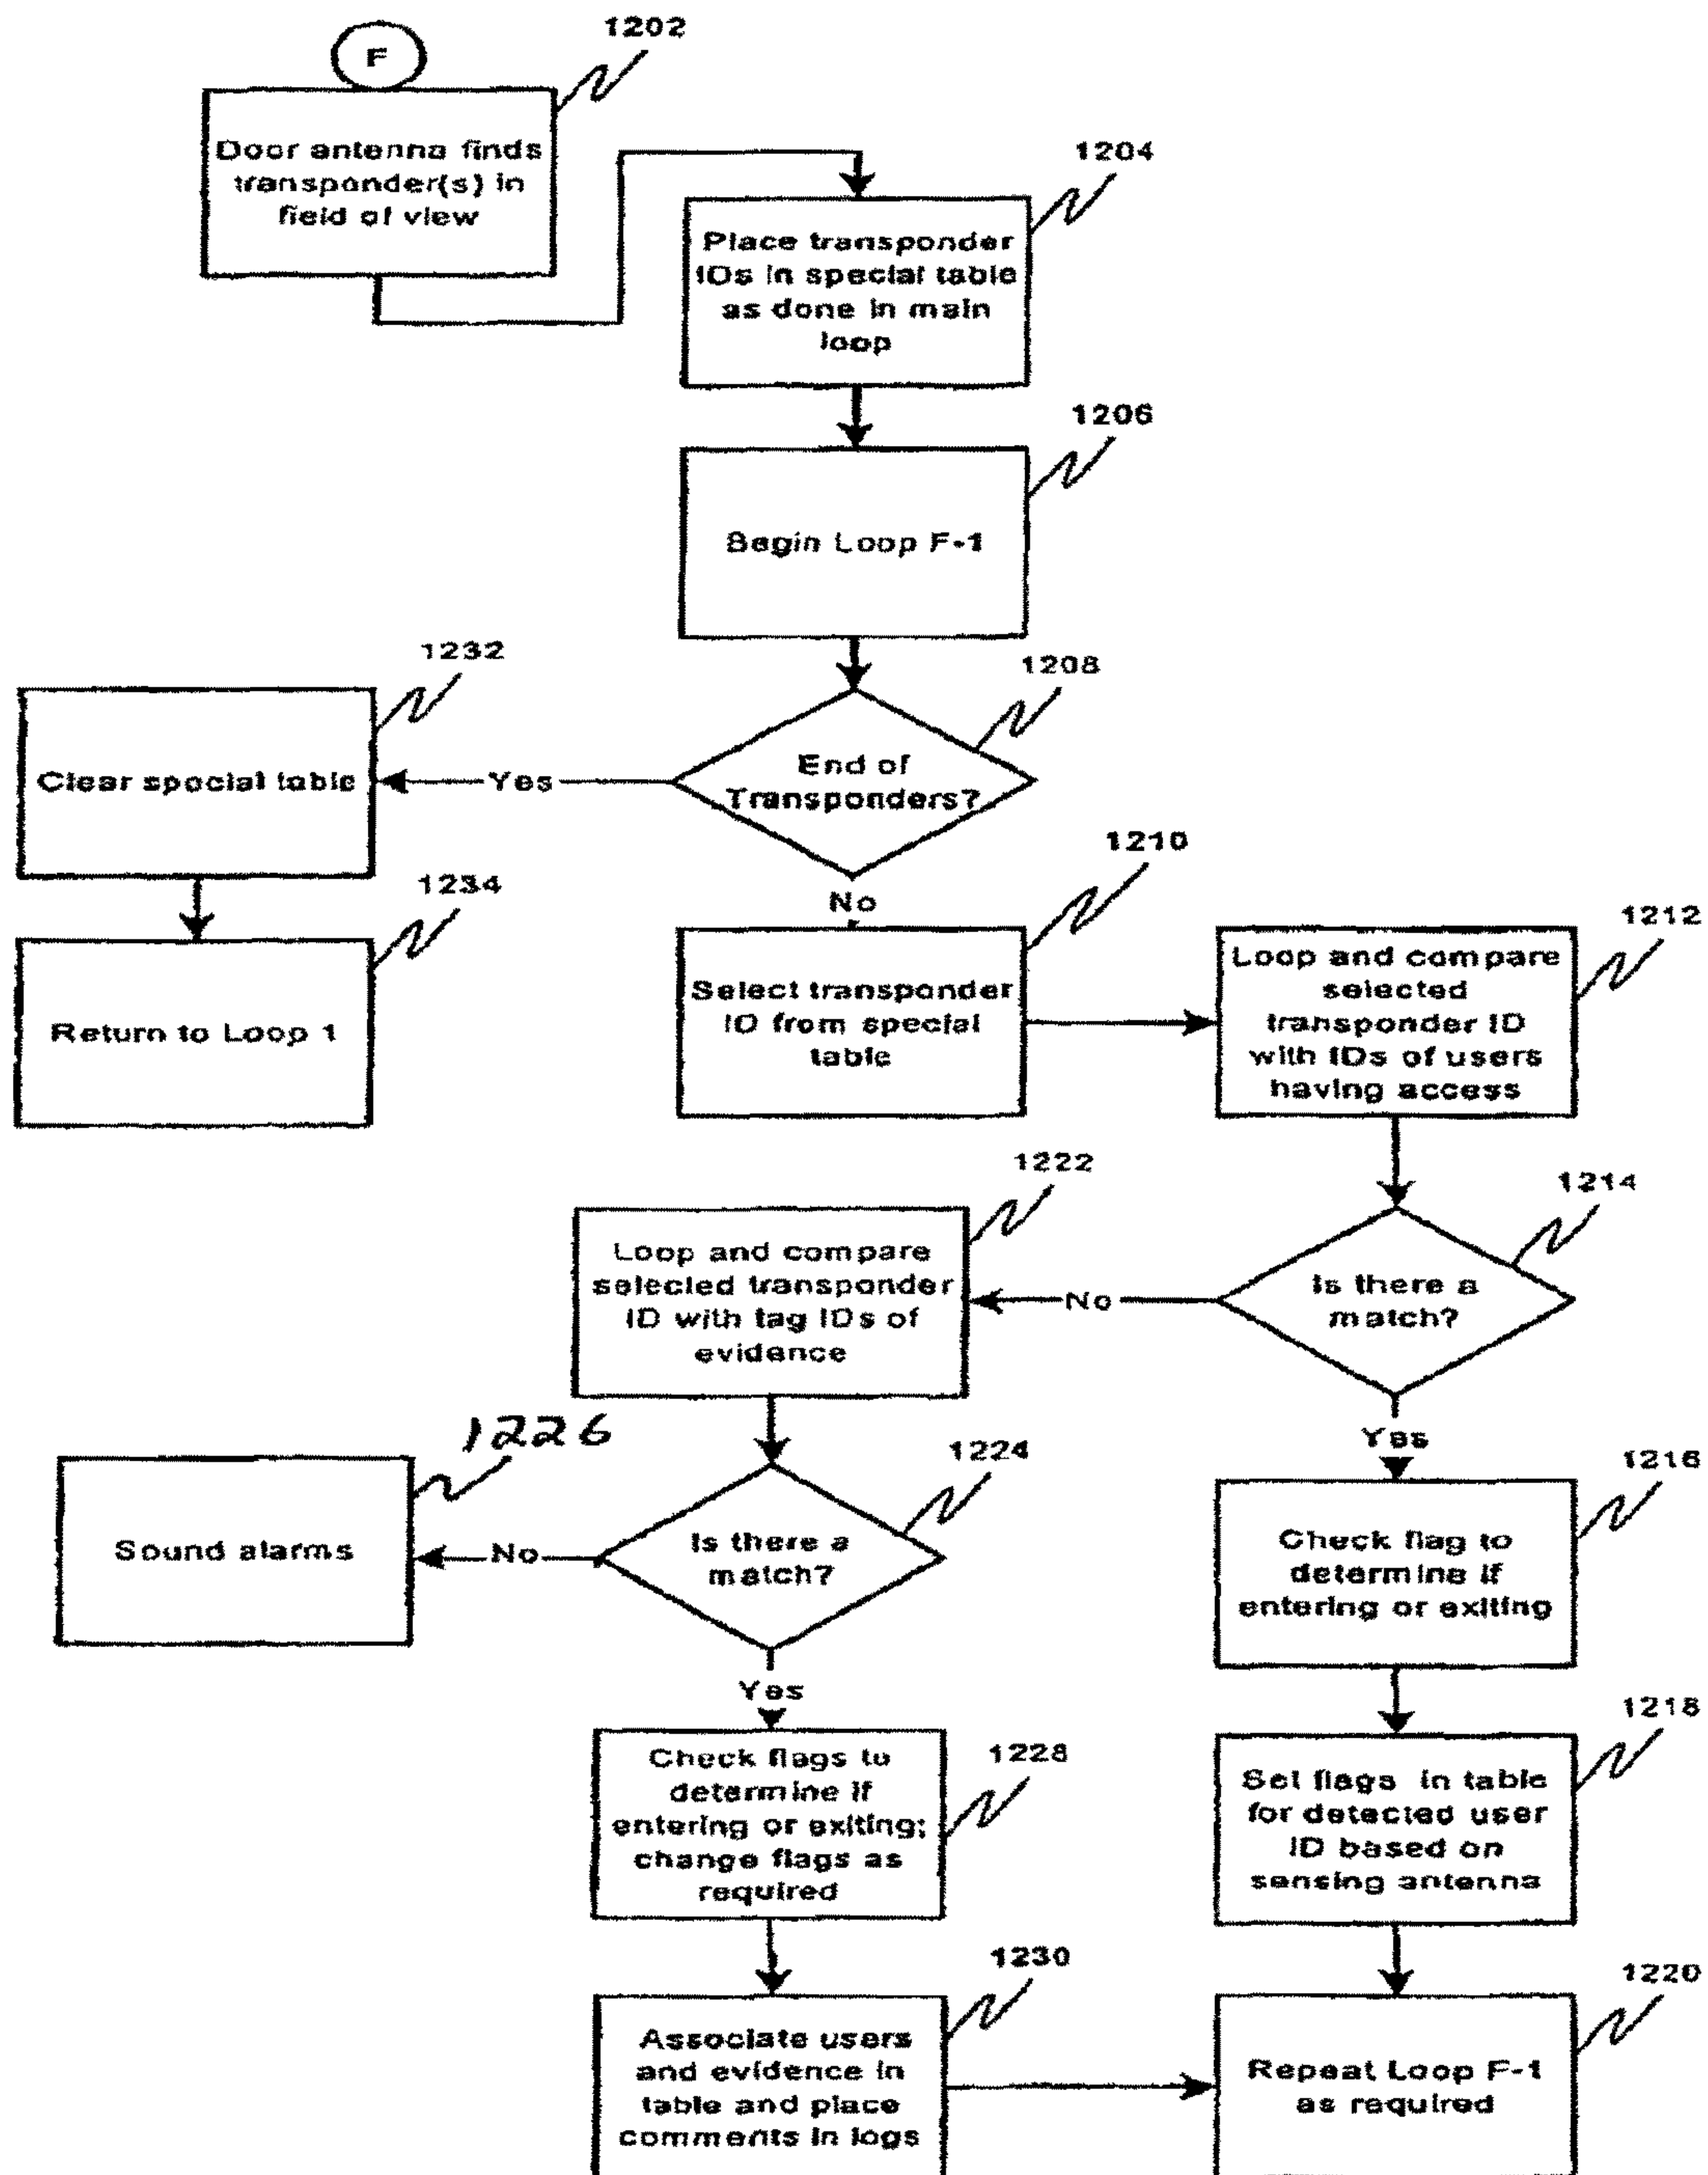 1202
F
Door antenna finds
transponder(s) in
field of view
1204
Place transponder
IDs in special table
as done in main
loop
1206
Begin Loop F-1
1232
1208
Clear special table
Yes
End of
Transponders?
1210
1234
No
1212
Return to Loop 1
Select transponder
ID from special
table
Loop and compare
selected
transponder ID
with IDs of users
having access
1222
1214
Loop and compare
selected transponder
ID with tag IDs of
evidence
No
Is there a
match?
1226
1224
Yes
1216
Sound alarms
No
Is there a
match?
Check flag to
determine if
entering or exiting
Yes
1218
Check flags to
determine if
entering or exiting;
change flags as
required
1228
Set flags in table
for detected user
ID based on
sensing antenna
1230
1220
Associate users
and evidence in
table and place
comments in logs
Repeat Loop F-1
as required